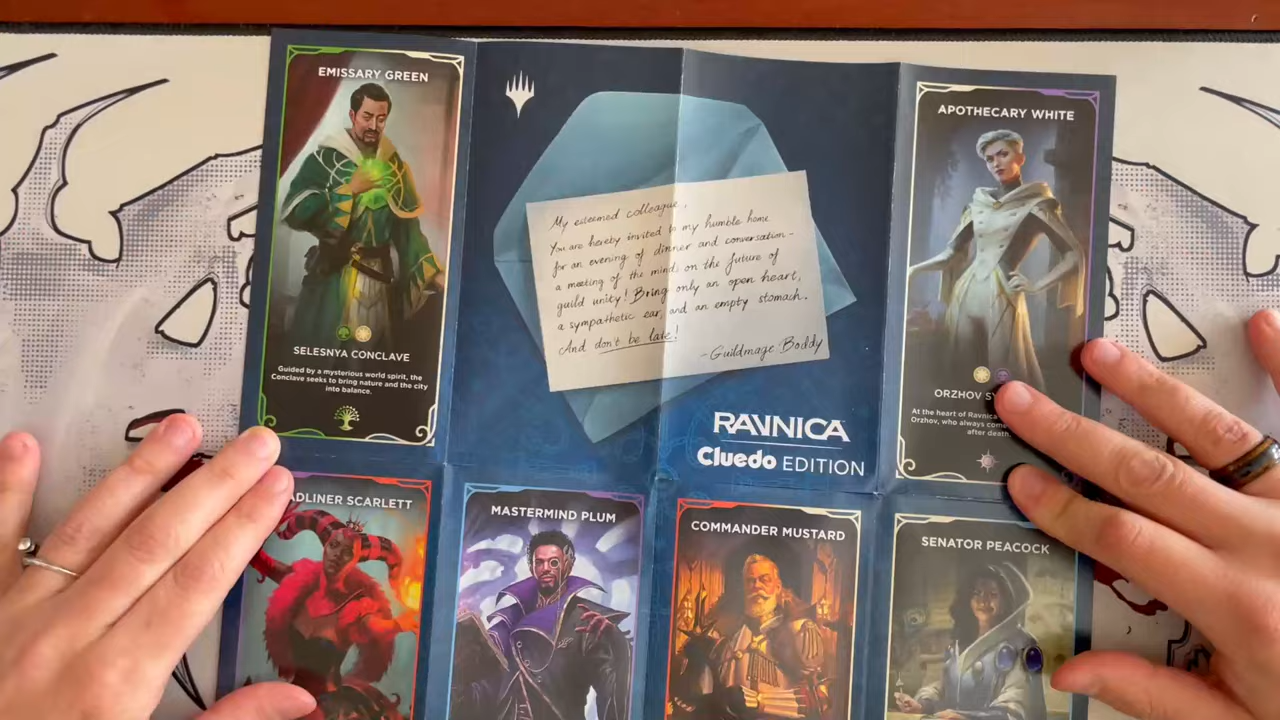 EMISSARY GREEN
SELESNYA CONCLAVE
Guided by a mysterious world spirit, the
Conclave seeks to bring nature and the city
into balance.
My esteemed colleague,
You are hereby invited to my humble home
for an evening of dinner and conversation–
a meeting of the minds on the future of
guild unity! Bring only an open heart,
a sympathetic ear, and an empty stomach.
And don't be late!
-Guildmage Boddy
RAVNICA
Cluedo EDITION
APOTHECARY WHITE
ORZHOV
At the heart of
Orzhov, who always
after death.
SCARLETT
MASTERMIND PLUM
COMMANDER MUSTARD
SENATOR PEACOCK